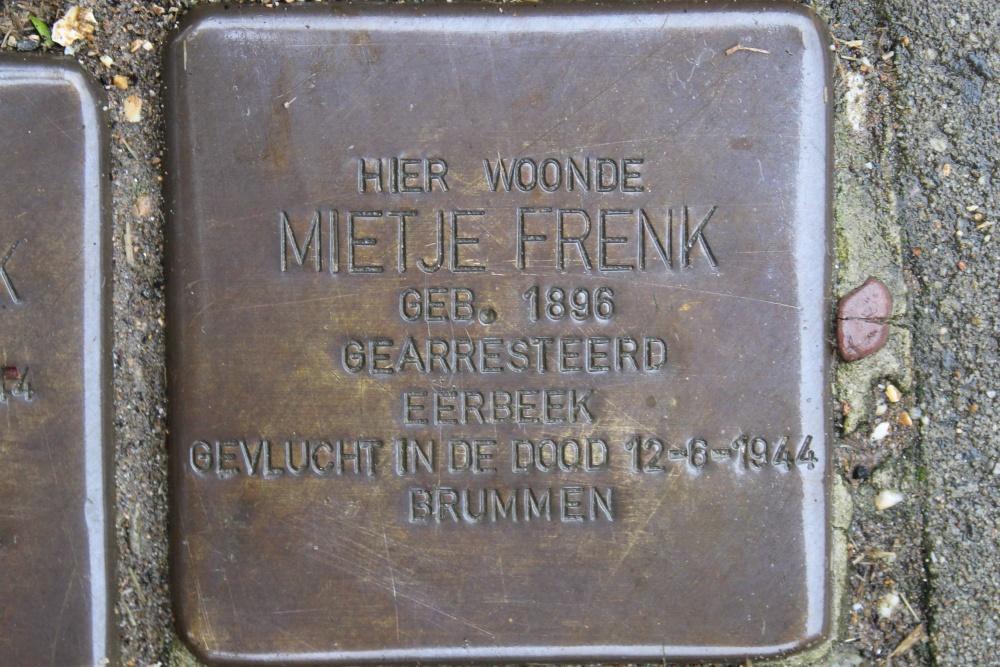 HIER WOONDE
MIETJE FRENK
GEB. 1896
GEARRESTEERD
EERBEEK
GEVLUCHT IN DE DOOD 12-6-1944
BRUMMEN
K